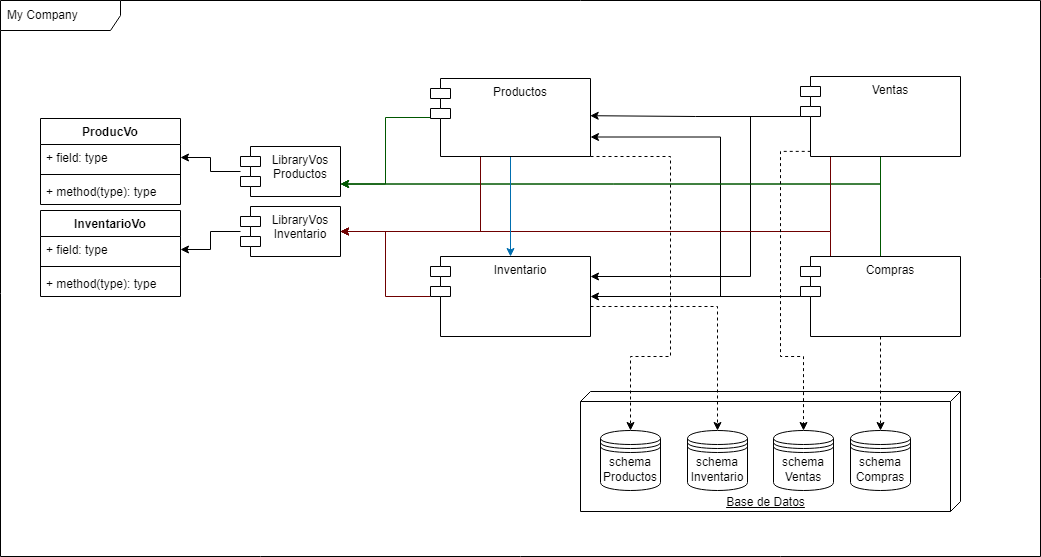 My Company
Productos
Ventas
ProducVo
+ field: type
+ method(type): type
LibraryVos
Productos
InventarioVo
+ field: type
+ method(type): type
LibraryVos
Inventario
Inventario
Compras
schema
Productos
schema
Inventario
schema
Ventas
schema
Compras
Base de Datos